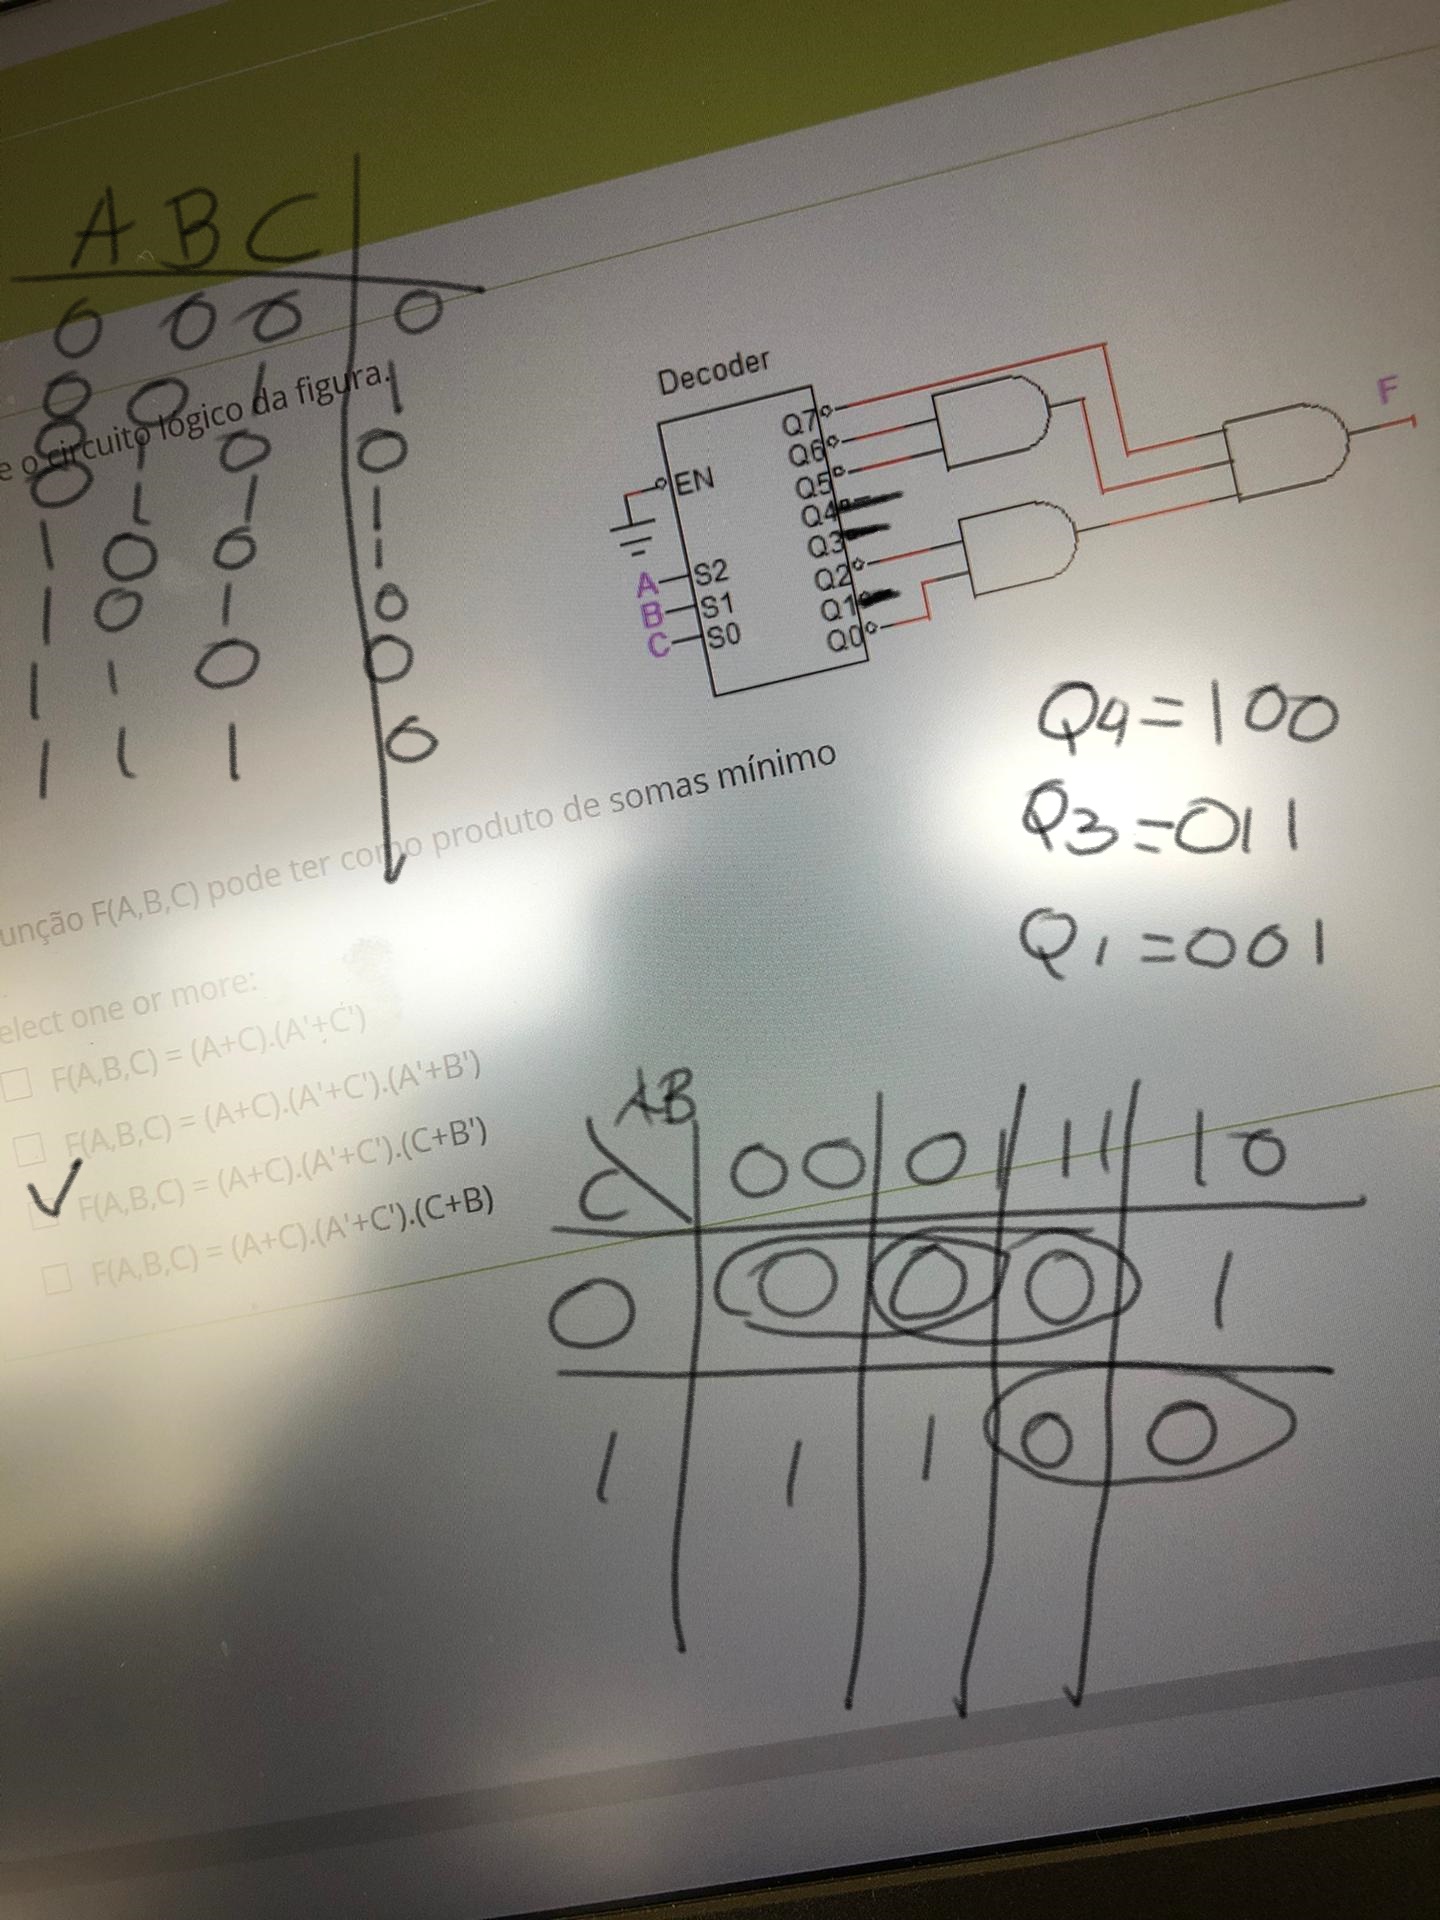 A B C
0 0 0 0
0 0 1 1
0 1 0 0
0 1 1 1
1 0 0 1
1 0 1 0
1 1 0 0
1 1 1 0
e o circuito lógico da figura.
Decoder
EN
A S2
B S1
C S0
Q7
Q6
Q5
Q4
Q3
Q2
Q1
Q0
F
Q4=100
Q3=011
Q1=001
unção F(A,B,C) pode ter como produto de somas mínimo
elect one or more:
F(A,B,C) = (A+C).(A'+C')
F(A,B,C) = (A+C).(A'+C').(A'+B')
F(A,B,C) = (A+C).(A'+C').(C+B')
F(A,B,C) = (A+C).(A'+C').(C+B)
AB
C 00 01 11 10
0 0 0 0 1
1 1 1 0 0